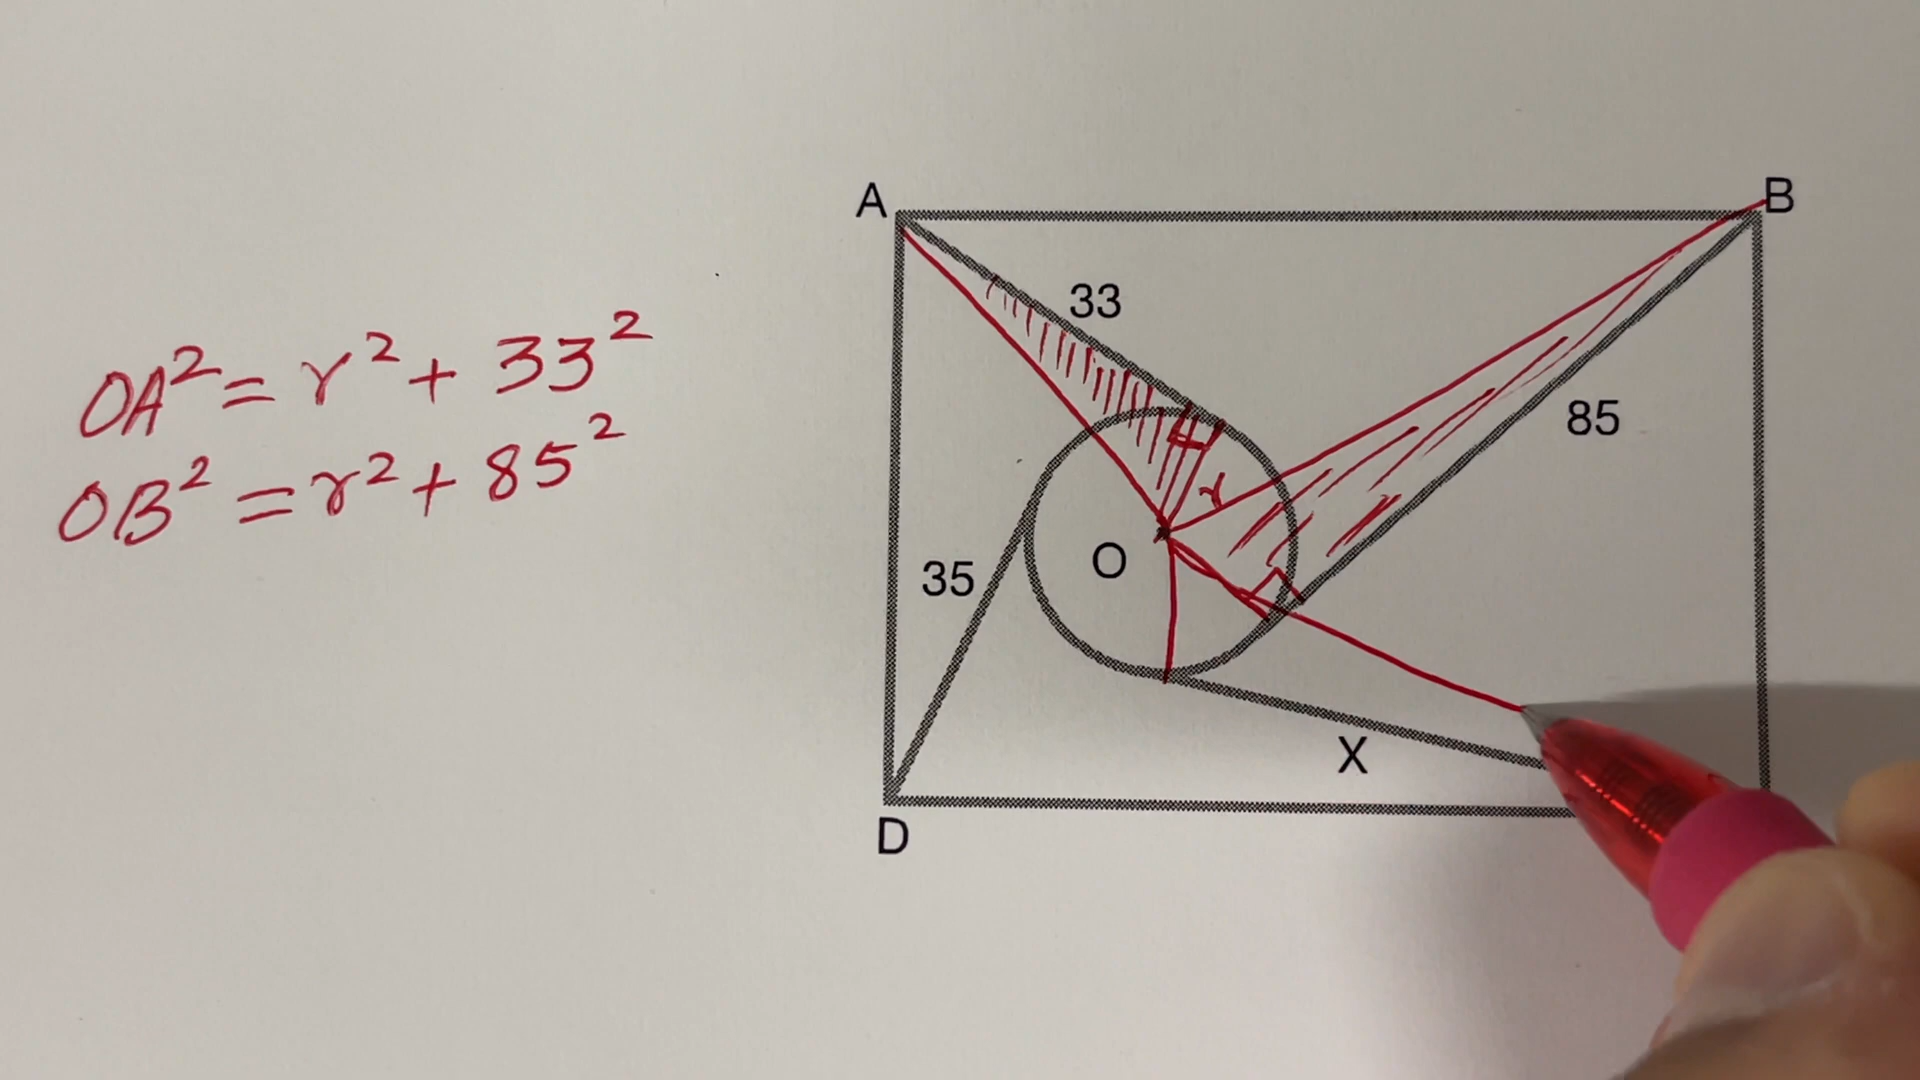 OA² = r² + 33²
OB² = r² + 85²
A
B
33
85
r
O
35
X
D